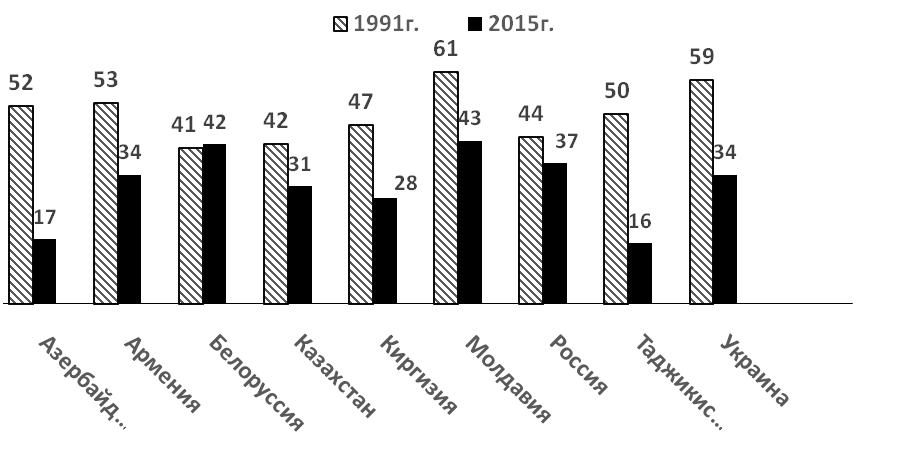 1991г. 2015г.
52 17 53 34 41 42 42 31 47 28 61 43 44 37 50 16 59 34
Азербайд...
Армения
Белоруссия
Казахстан
Киргизия
Молдавия
Россия
Таджикис...
Украина